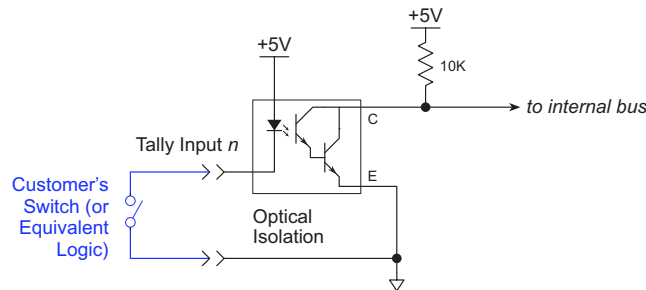 +5V
+5V
10K
C
to internal bus
Tally Input n
E
Customer's
Switch (or
Equivalent
Logic)
Optical
Isolation